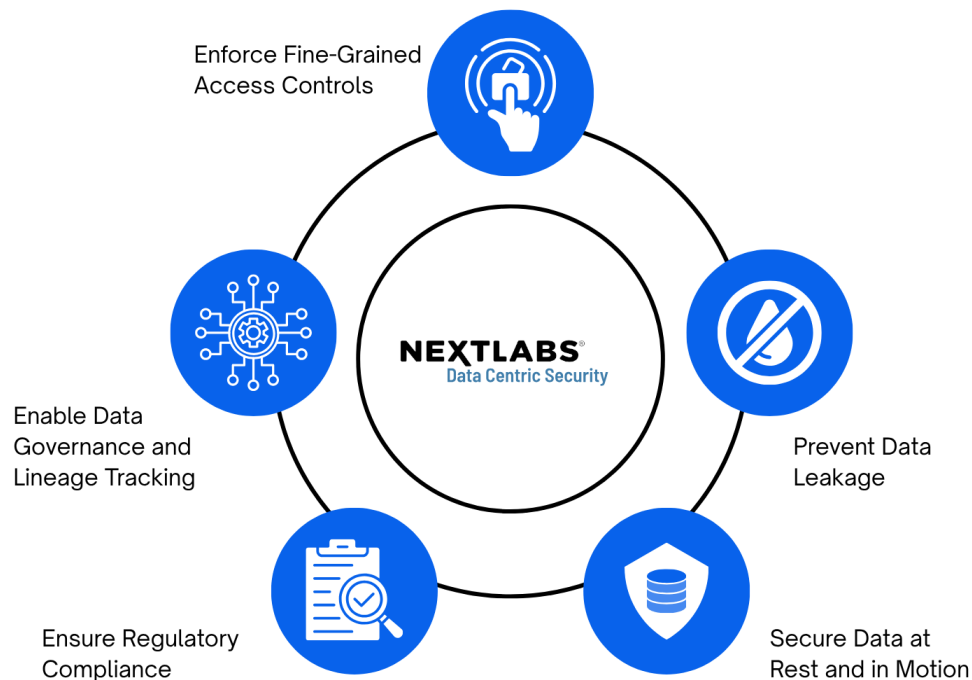 Enforce Fine-Grained
Access Controls
NEXTLABS®
Data Centric Security
Enable Data
Governance and
Lineage Tracking
Prevent Data
Leakage
Ensure Regulatory
Compliance
Secure Data at
Rest and in Motion